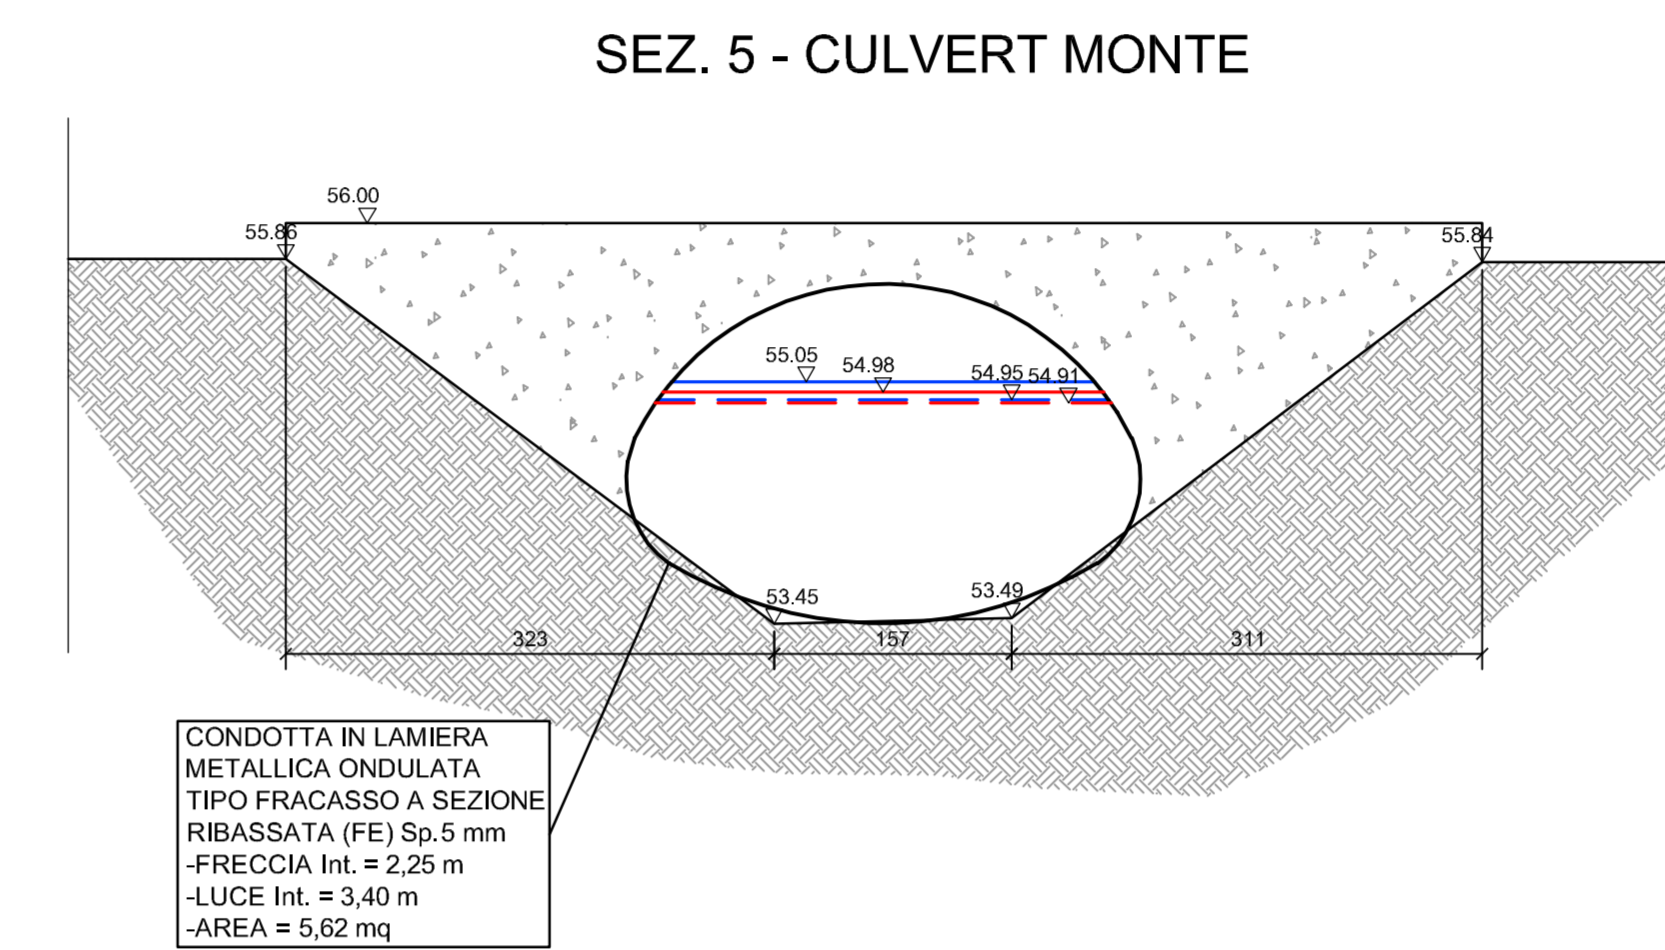 SEZ. 5 - CULVERT MONTE
56.00
55.86
55.84
55.05
54.98
54.95
54.91
53.45
53.49
323
157
311
CONDOTTA IN LAMIERA
METALLICA ONDULATA
TIPO FRACASSO A SEZIONE
RIBASSATA (FE) Sp.5 mm
-FRECCIA Int. = 2,25 m
-LUCE Int. = 3,40 m
-AREA = 5,62 mq